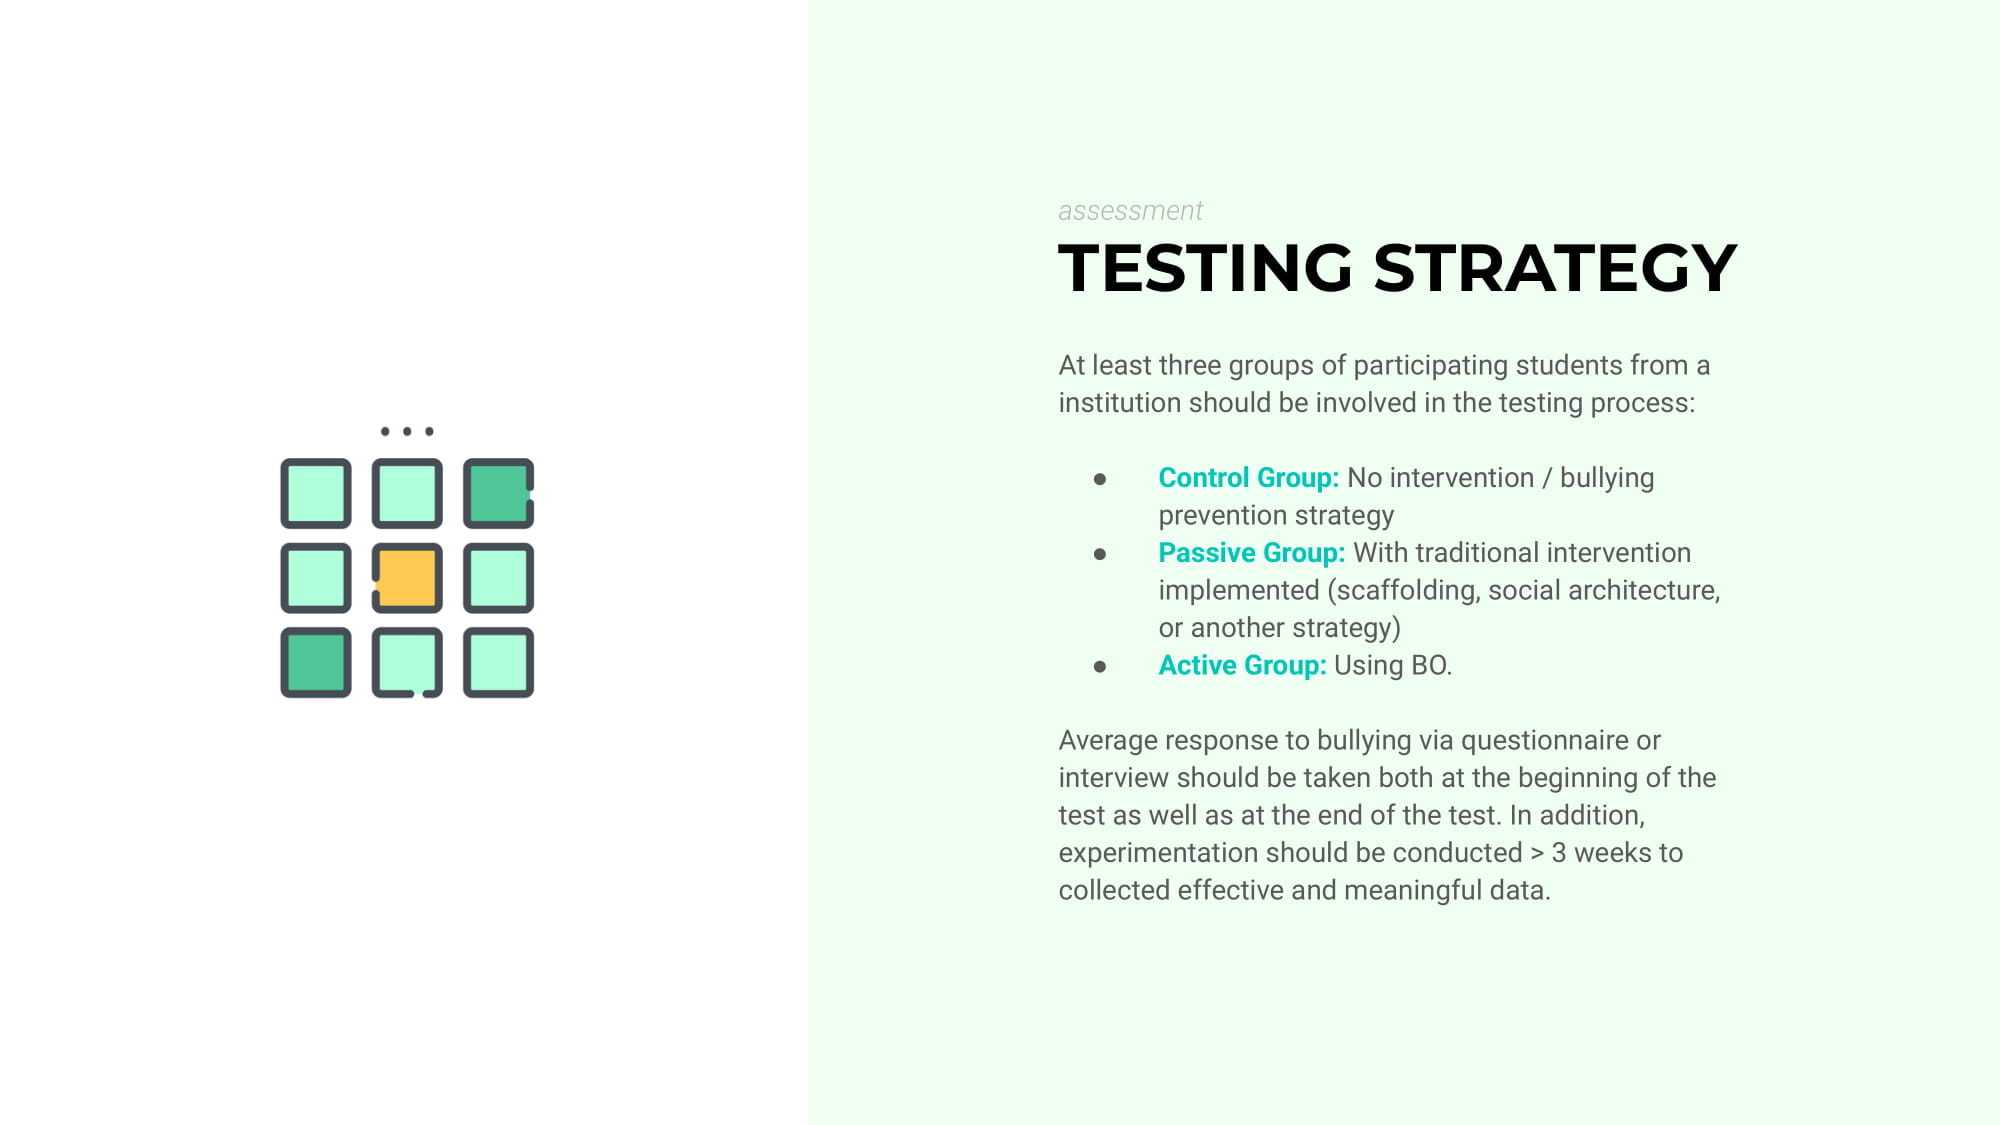 assessment
TESTING STRATEGY
At least three groups of participating students from a
institution should be involved in the testing process:
● Control Group: No intervention / bullying
prevention strategy
● Passive Group: With traditional intervention
implemented (scaffolding, social architecture,
or another strategy)
● Active Group: Using BO.
Average response to bullying via questionnaire or
interview should be taken both at the beginning of the
test as well as at the end of the test. In addition,
experimentation should be conducted > 3 weeks to
collected effective and meaningful data.